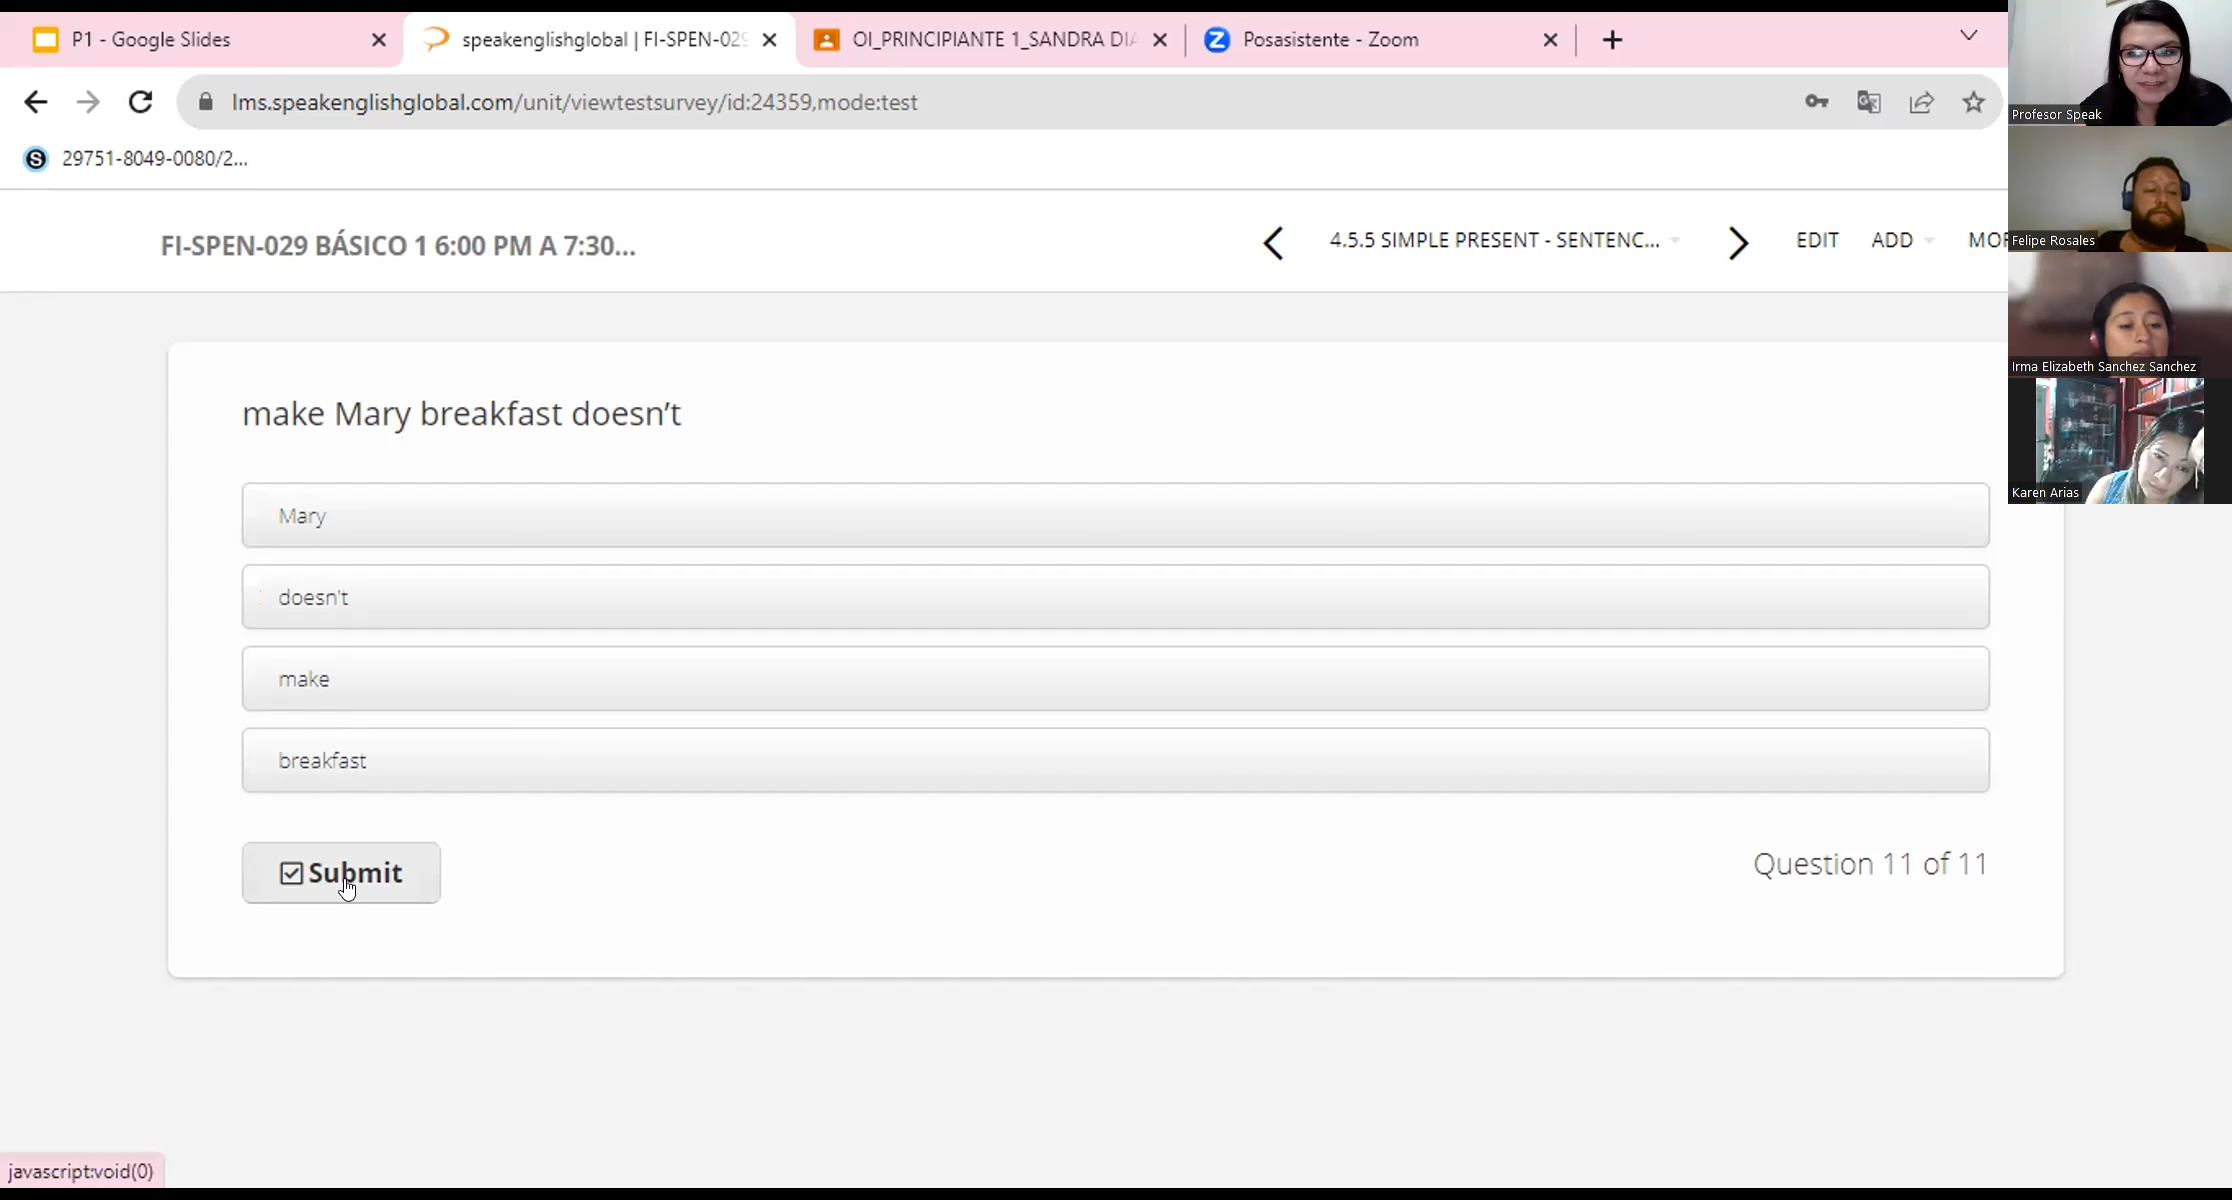 P1 - Google Slides
speakenglishglobal | FI-SPEN-029
OI_PRINCIPIANTE 1_SANDRA DIA
Posasistente - Zoom
lms.speakenglishglobal.com/unit/viewtestsurvey/id:24359,mode:test
29751-8049-0080/2...
FI-SPEN-029 BÁSICO 1 6:00 PM A 7:30...
4.5.5 SIMPLE PRESENT - SENTENC...
EDIT
ADD
MOR
make Mary breakfast doesn’t
Mary
doesn't
make
breakfast
Submit
Question 11 of 11
javascript:void(0)
Profesor Speak
Felipe Rosales
Irma Elizabeth Sanchez Sanchez
Karen Arias